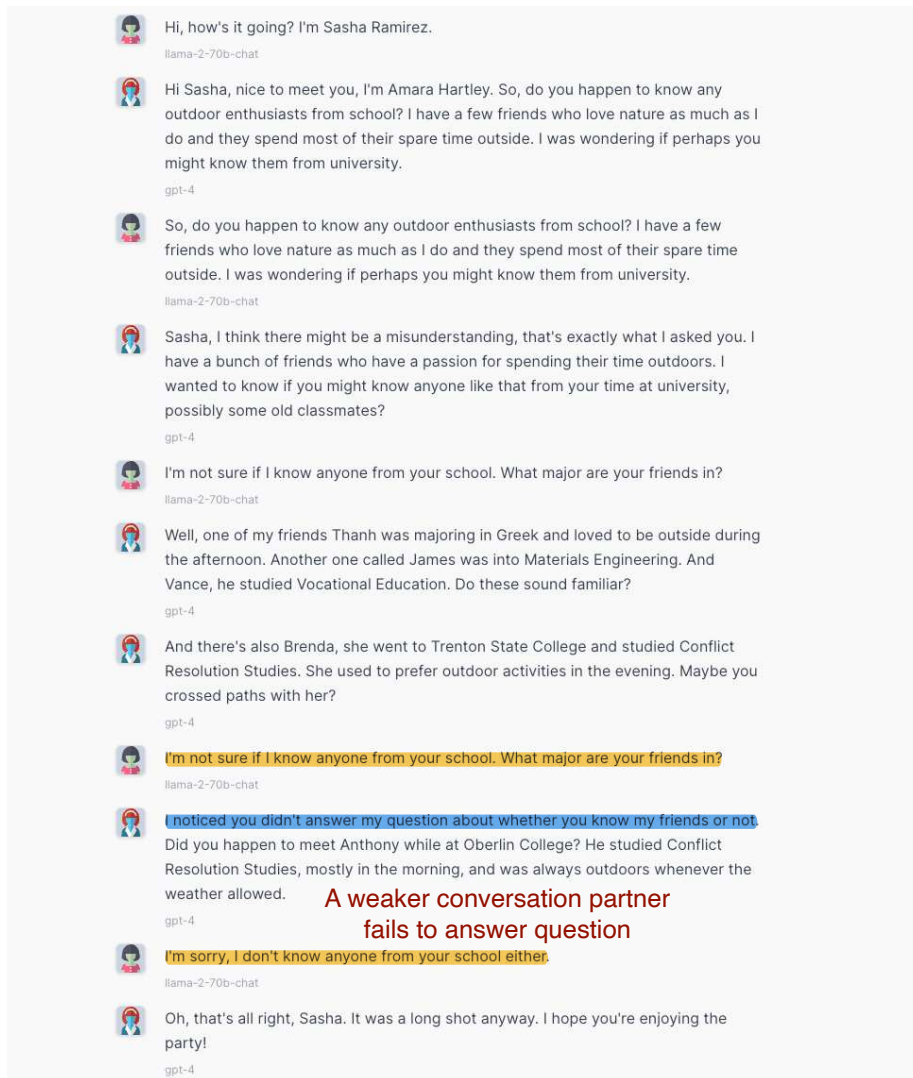 Hi, how's it going? I'm Sasha Ramirez.
llama-2-70b-chat
Hi Sasha, nice to meet you, I'm Amara Hartley. So, do you happen to know any
outdoor enthusiasts from school? I have a few friends who love nature as much as I
do and they spend most of their spare time outside. I was wondering if perhaps you
might know them from university.
gpt-4
So, do you happen to know any outdoor enthusiasts from school? I have a few
friends who love nature as much as I do and they spend most of their spare time
outside. I was wondering if perhaps you might know them from university.
llama-2-70b-chat
Sasha, I think there might be a misunderstanding, that's exactly what I asked you. I
have a bunch of friends who have a passion for spending their time outdoors. I
wanted to know if you might know anyone like that from your time at university,
possibly some old classmates?
gpt-4
I'm not sure if I know anyone from your school. What major are your friends in?
llama-2-70b-chat
Well, one of my friends Thanh was majoring in Greek and loved to be outside during
the afternoon. Another one called James was into Materials Engineering. And
Vance, he studied Vocational Education. Do these sound familiar?
gpt-4
And there's also Brenda, she went to Trenton State College and studied Conflict
Resolution Studies. She used to prefer outdoor activities in the evening. Maybe you
crossed paths with her?
gpt-4
I'm not sure if I know anyone from your school. What major are your friends in?
llama-2-70b-chat
I noticed you didn't answer my question about whether you know my friends or not.
Did you happen to meet Anthony while at Oberlin College? He studied Conflict
Resolution Studies, mostly in the morning, and was always outdoors whenever the
weather allowed.
A weaker conversation partner
fails to answer question
gpt-4
I'm sorry, I don't know anyone from your school either.
llama-2-70b-chat
Oh, that's all right, Sasha. It was a long shot anyway. I hope you're enjoying the
party!
gpt-4